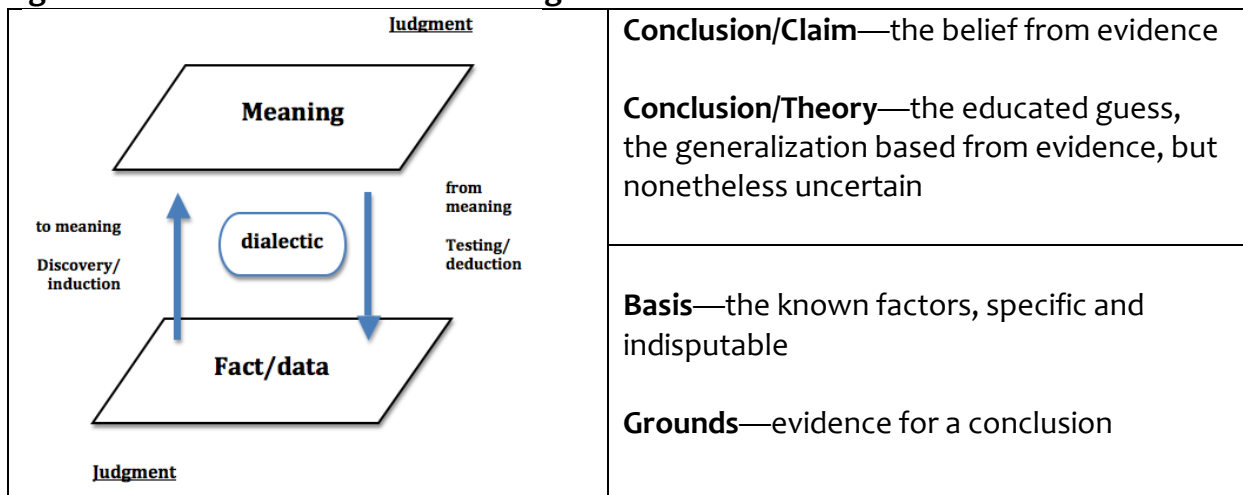 Judgment
Meaning
to meaning
Discovery/
induction
dialectic
from
meaning
Testing/
deduction
Fact/data
Judgment
Conclusion/Claim—the belief from evidence
Conclusion/Theory—the educated guess,
the generalization based from evidence, but
nonetheless uncertain
Basis—the known factors, specific and
indisputable
Grounds—evidence for a conclusion